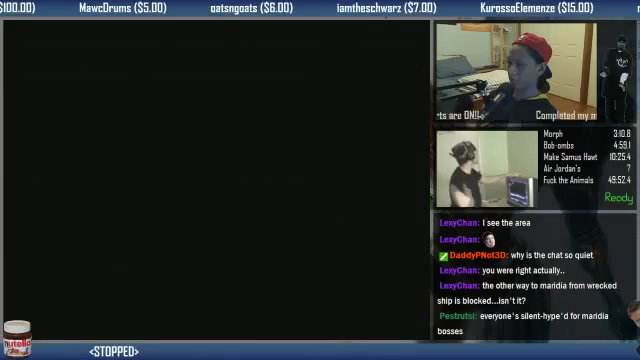 $100.00)
MawcDrums ($5.00)
oatsngoats ($6.00)
iamtheschwarz ($7.00)
KurossoElemenze ($15.00)
rts are ON!!
Completed my m
Morph 3:10.8
Bob-ombs 4:59.1
Make Samus Hawt 10:25.4
Air Jordan's ?
Fuck the Animals 49:52.4
Ready
LexyChan: I see the area
LexyChan:
DaddyPNot3D: why is the chat so quiet
LexyChan: you were right actually..
LexyChan: the other way to maridia from wrecked
ship is blocked...isn't it?
Pestrutsi: everyone's silent-hype'd for maridia
bosses
nutella
<STOPPED>